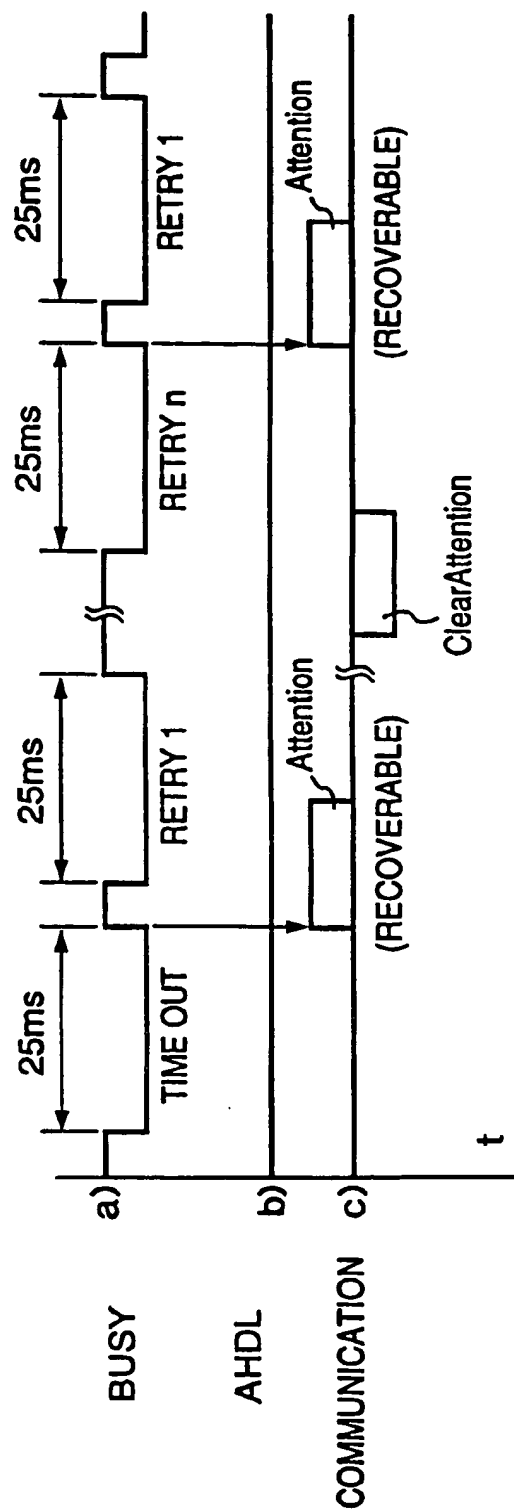 25ms
25ms
25ms
25ms
BUSY
a)
TIME OUT
RETRY 1
RETRY n
RETRY 1
AHDL
b)
Attention
Attention
COMMUNICATION
c)
(RECOVERABLE)
(RECOVERABLE)
ClearAttention
t